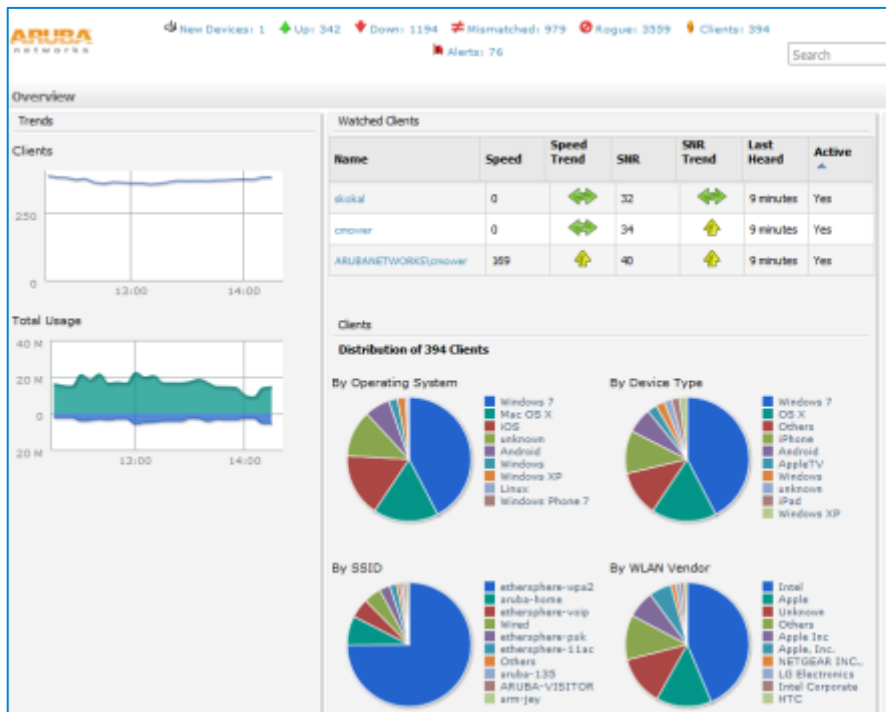 New Devices: 1 Up: 342 Down: 1194 Mismatched: 979 Rogue: 3559 Clients: 394
ARUBA
networks
Alerts: 76
Search
Overview
Trends
Clients
250
0
13:00 14:00
Total Usage
40 M
20 M
0
20 M
13:00 14:00
Watched Clients
Name Speed Speed Trend SNR SNR Trend Last Heard Active
skokal 0 32 9 minutes Yes
cmower 0 34 9 minutes Yes
ARUBANETWORKS\cmower 169 40 9 minutes Yes
Clients
Distribution of 394 Clients
By Operating System
Windows 7
Mac OS X
iOS
unknown
Android
Windows
Windows XP
Linux
Windows Phone 7
By Device Type
Windows 7
OS X
Others
iPhone
Android
AppleTV
Windows
unknown
iPad
Windows XP
By SSID
ethersphere-wpa2
aruba-home
ethersphere-voip
Wired
ethersphere-psk
ethersphere-11ac
Others
aruba-135
ARUBA-VISITOR
arm-jey
By WLAN Vendor
Intel
Apple
Unknown
Others
Apple Inc
Apple, Inc.
NETGEAR INC.,
LG Electronics
Intel Corporate
HTC